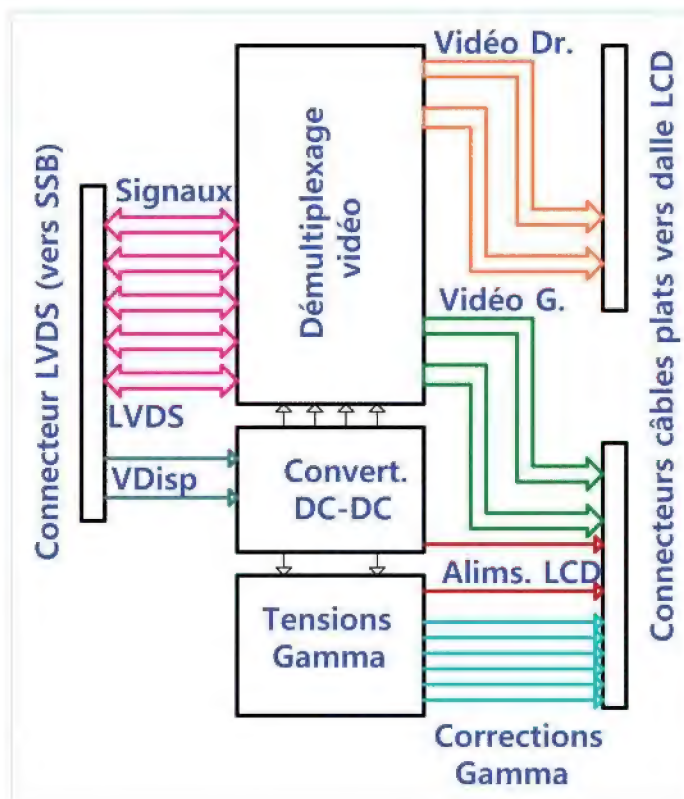 Vidéo Dr.
Connecteur LVDS (vers SSB)
Signaux
Démultiplexage
vidéo
Connecteurs câbles plats vers dalle LCD
Vidéo G.
LVDS
VDisp
Convert.
DC-DC
Alims. LCD
Tensions
Gamma
Corrections
Gamma